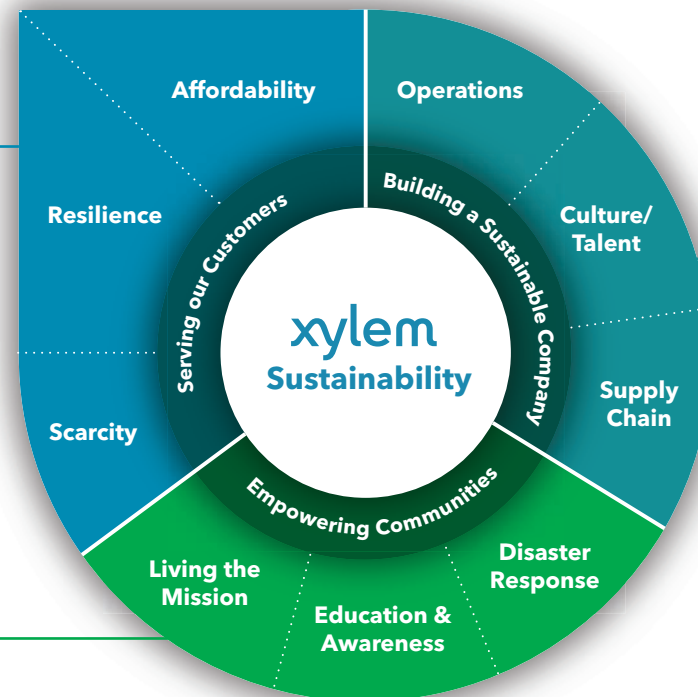 Affordability
Operations
Resilience
Culture/
Talent
Serving our Customers
Building a Sustainable Company
xylem
Sustainability
Scarcity
Supply
Chain
Empowering Communities
Living the
Mission
Education &
Awareness
Disaster
Response